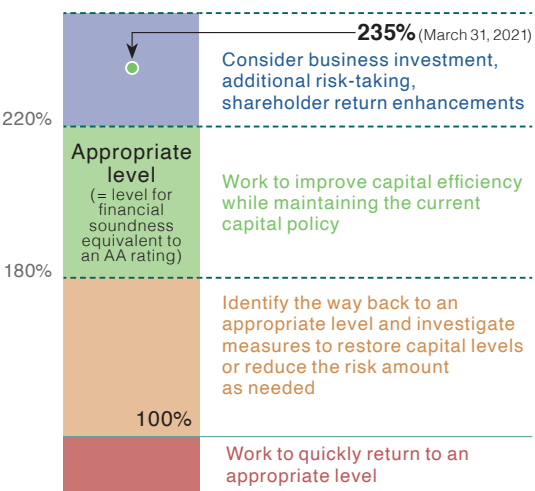 235% (March 31, 2021)
Consider business investment,
additional risk-taking,
shareholder return enhancements
220%
Appropriate
level
(= level for
financial
soundness
equivalent to
an AA rating)
Work to improve capital efficiency
while maintaining the current
capital policy
180%
Identify the way back to an
appropriate level and investigate
measures to restore capital levels
or reduce the risk amount
as needed
100%
Work to quickly return to an
appropriate level